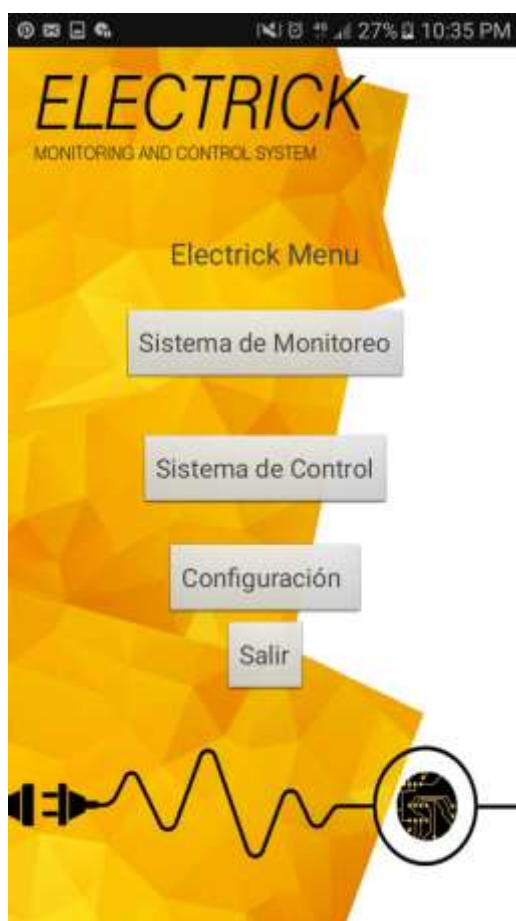 27% 10:35 PM
ELECTRICK
MONITORING AND CONTROL SYSTEM
Electrick Menu
Sistema de Monitoreo
Sistema de Control
Configuración
Salir